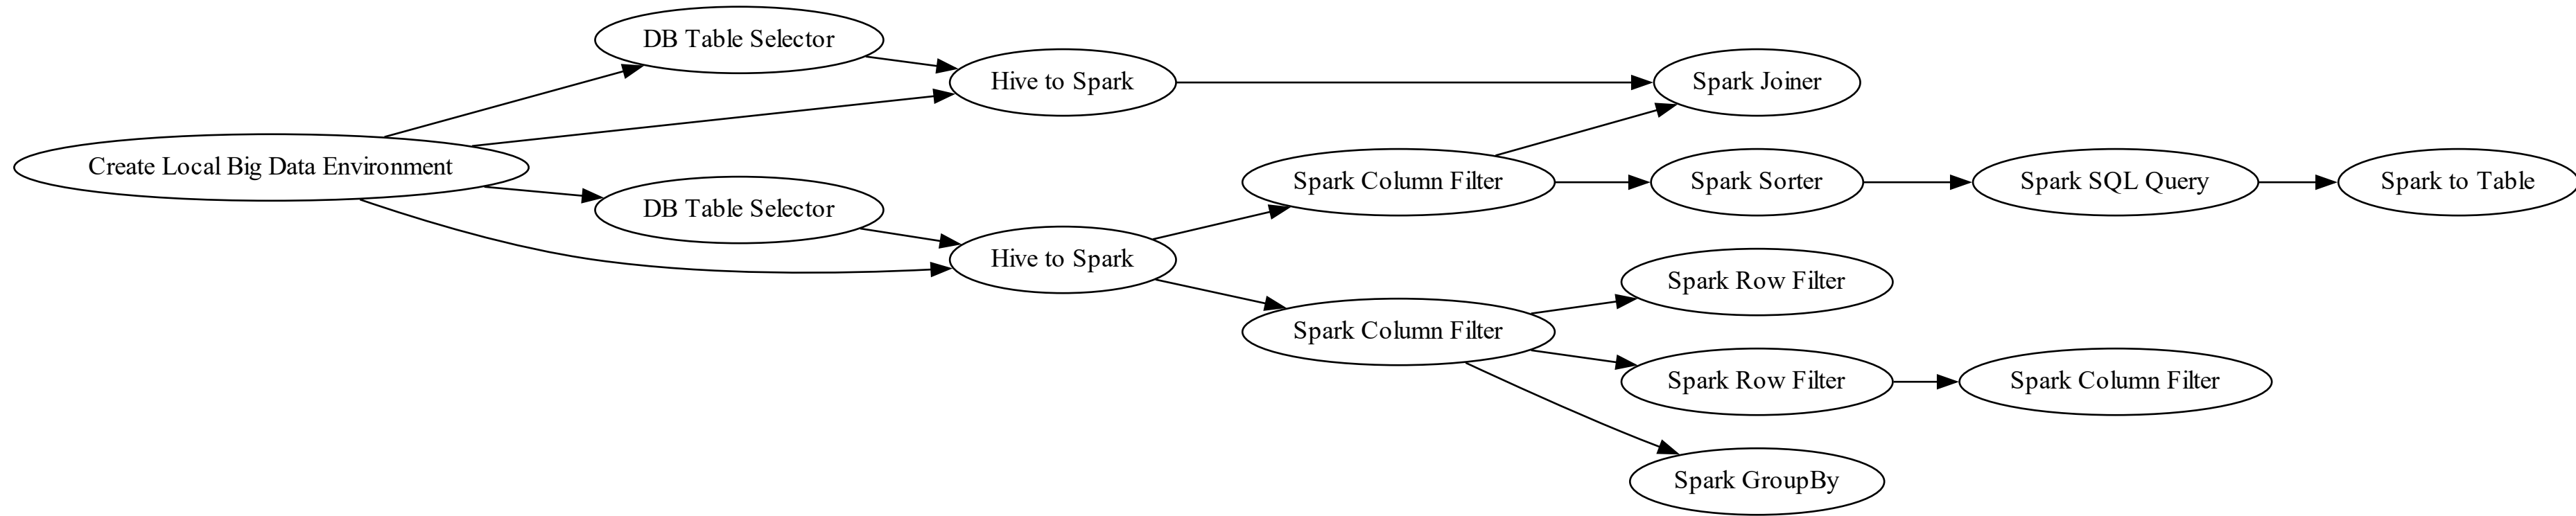 DB Table Selector
Hive to Spark
Spark Joiner
Create Local Big Data Environment
Spark Column Filter
Spark Sorter
Spark SQL Query
Spark to Table
DB Table Selector
Hive to Spark
Spark Row Filter
Spark Column Filter
Spark Row Filter
Spark Column Filter
Spark GroupBy